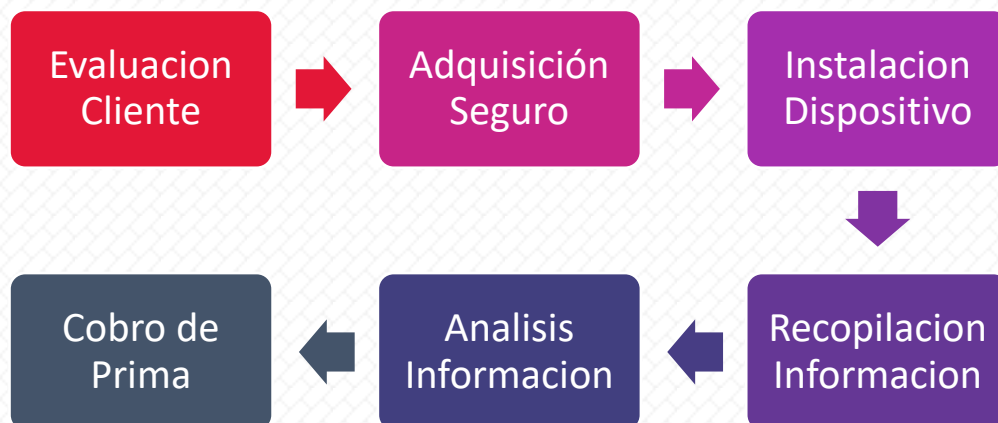 Evaluacion
Cliente
Adquisición
Seguro
Instalacion
Dispositivo
Recopilacion
Informacion
Analisis
Informacion
Cobro de
Prima